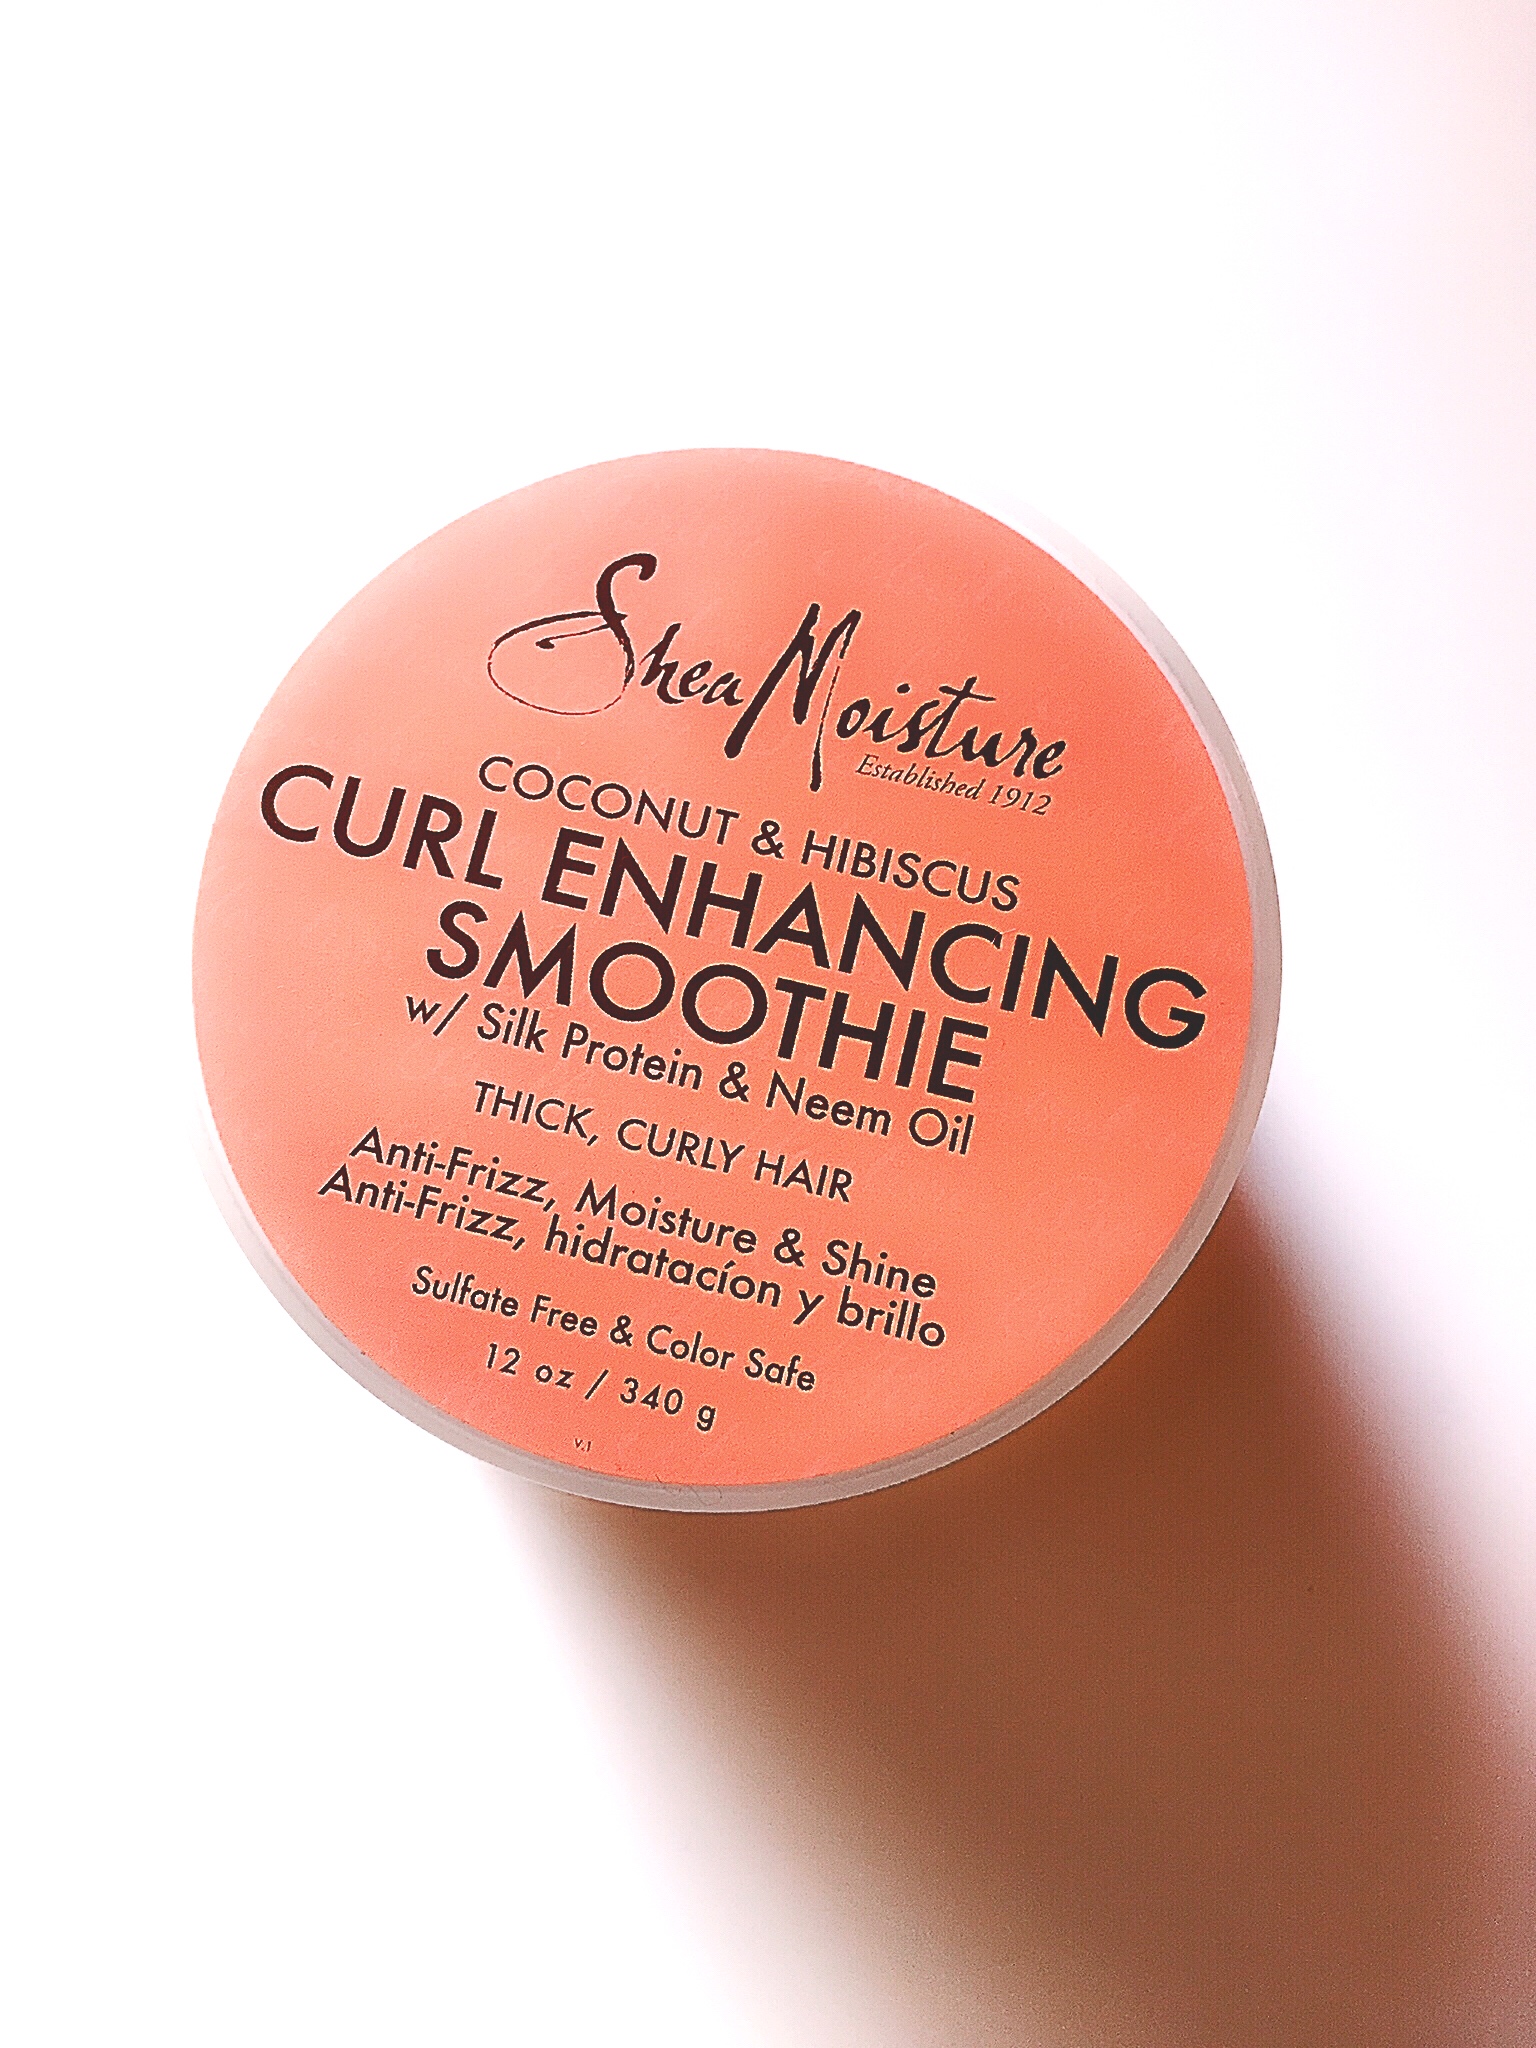 SheaMoisture
Established 1912
COCONUT & HIBISCUS
CURL ENHANCING
SMOOTHIE
w/ Silk Protein & Neem Oil
THICK, CURLY HAIR
Anti-Frizz, Moisture & Shine
Anti-Frizz, hidratacíon y brillo
Sulfate Free & Color Safe
12 oz / 340 g
v.1